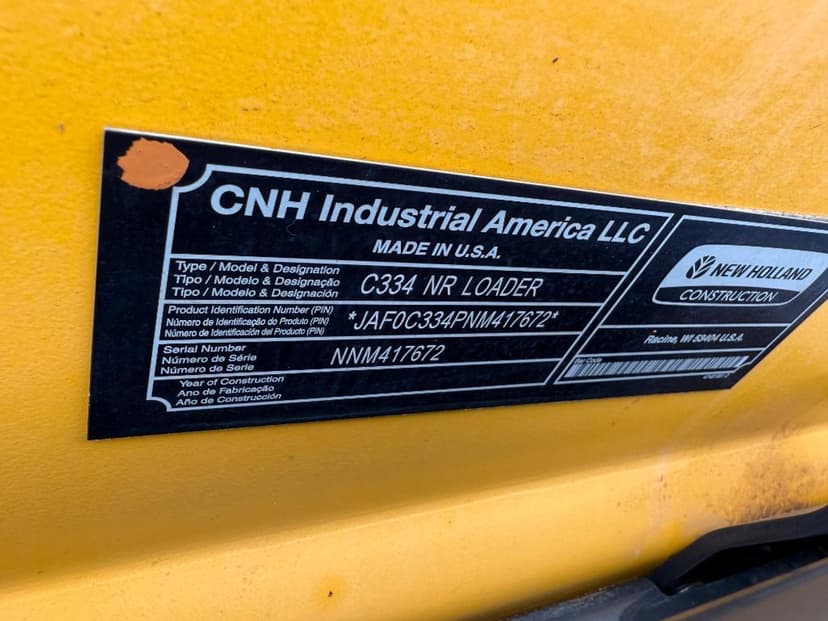 CNH Industrial America LLC
MADE IN U.S.A.
Type / Model & Designation
Tipo / Modelo & Designação
Tipo / Modelo & Designación
C334 NR LOADER
Product Identification Number (PIN)
Número de Identificação do Produto (PIN)
Número de Identificación del Producto (PIN)
*JAF0C334PNM417672*
Serial Number
Número de Série
Número de Serie
NNM417672
Year of Construction
Ano de Fabricação
Año de Construcción
NEW HOLLAND
CONSTRUCTION
Racine, WI 53404 U.S.A.
Bar Code